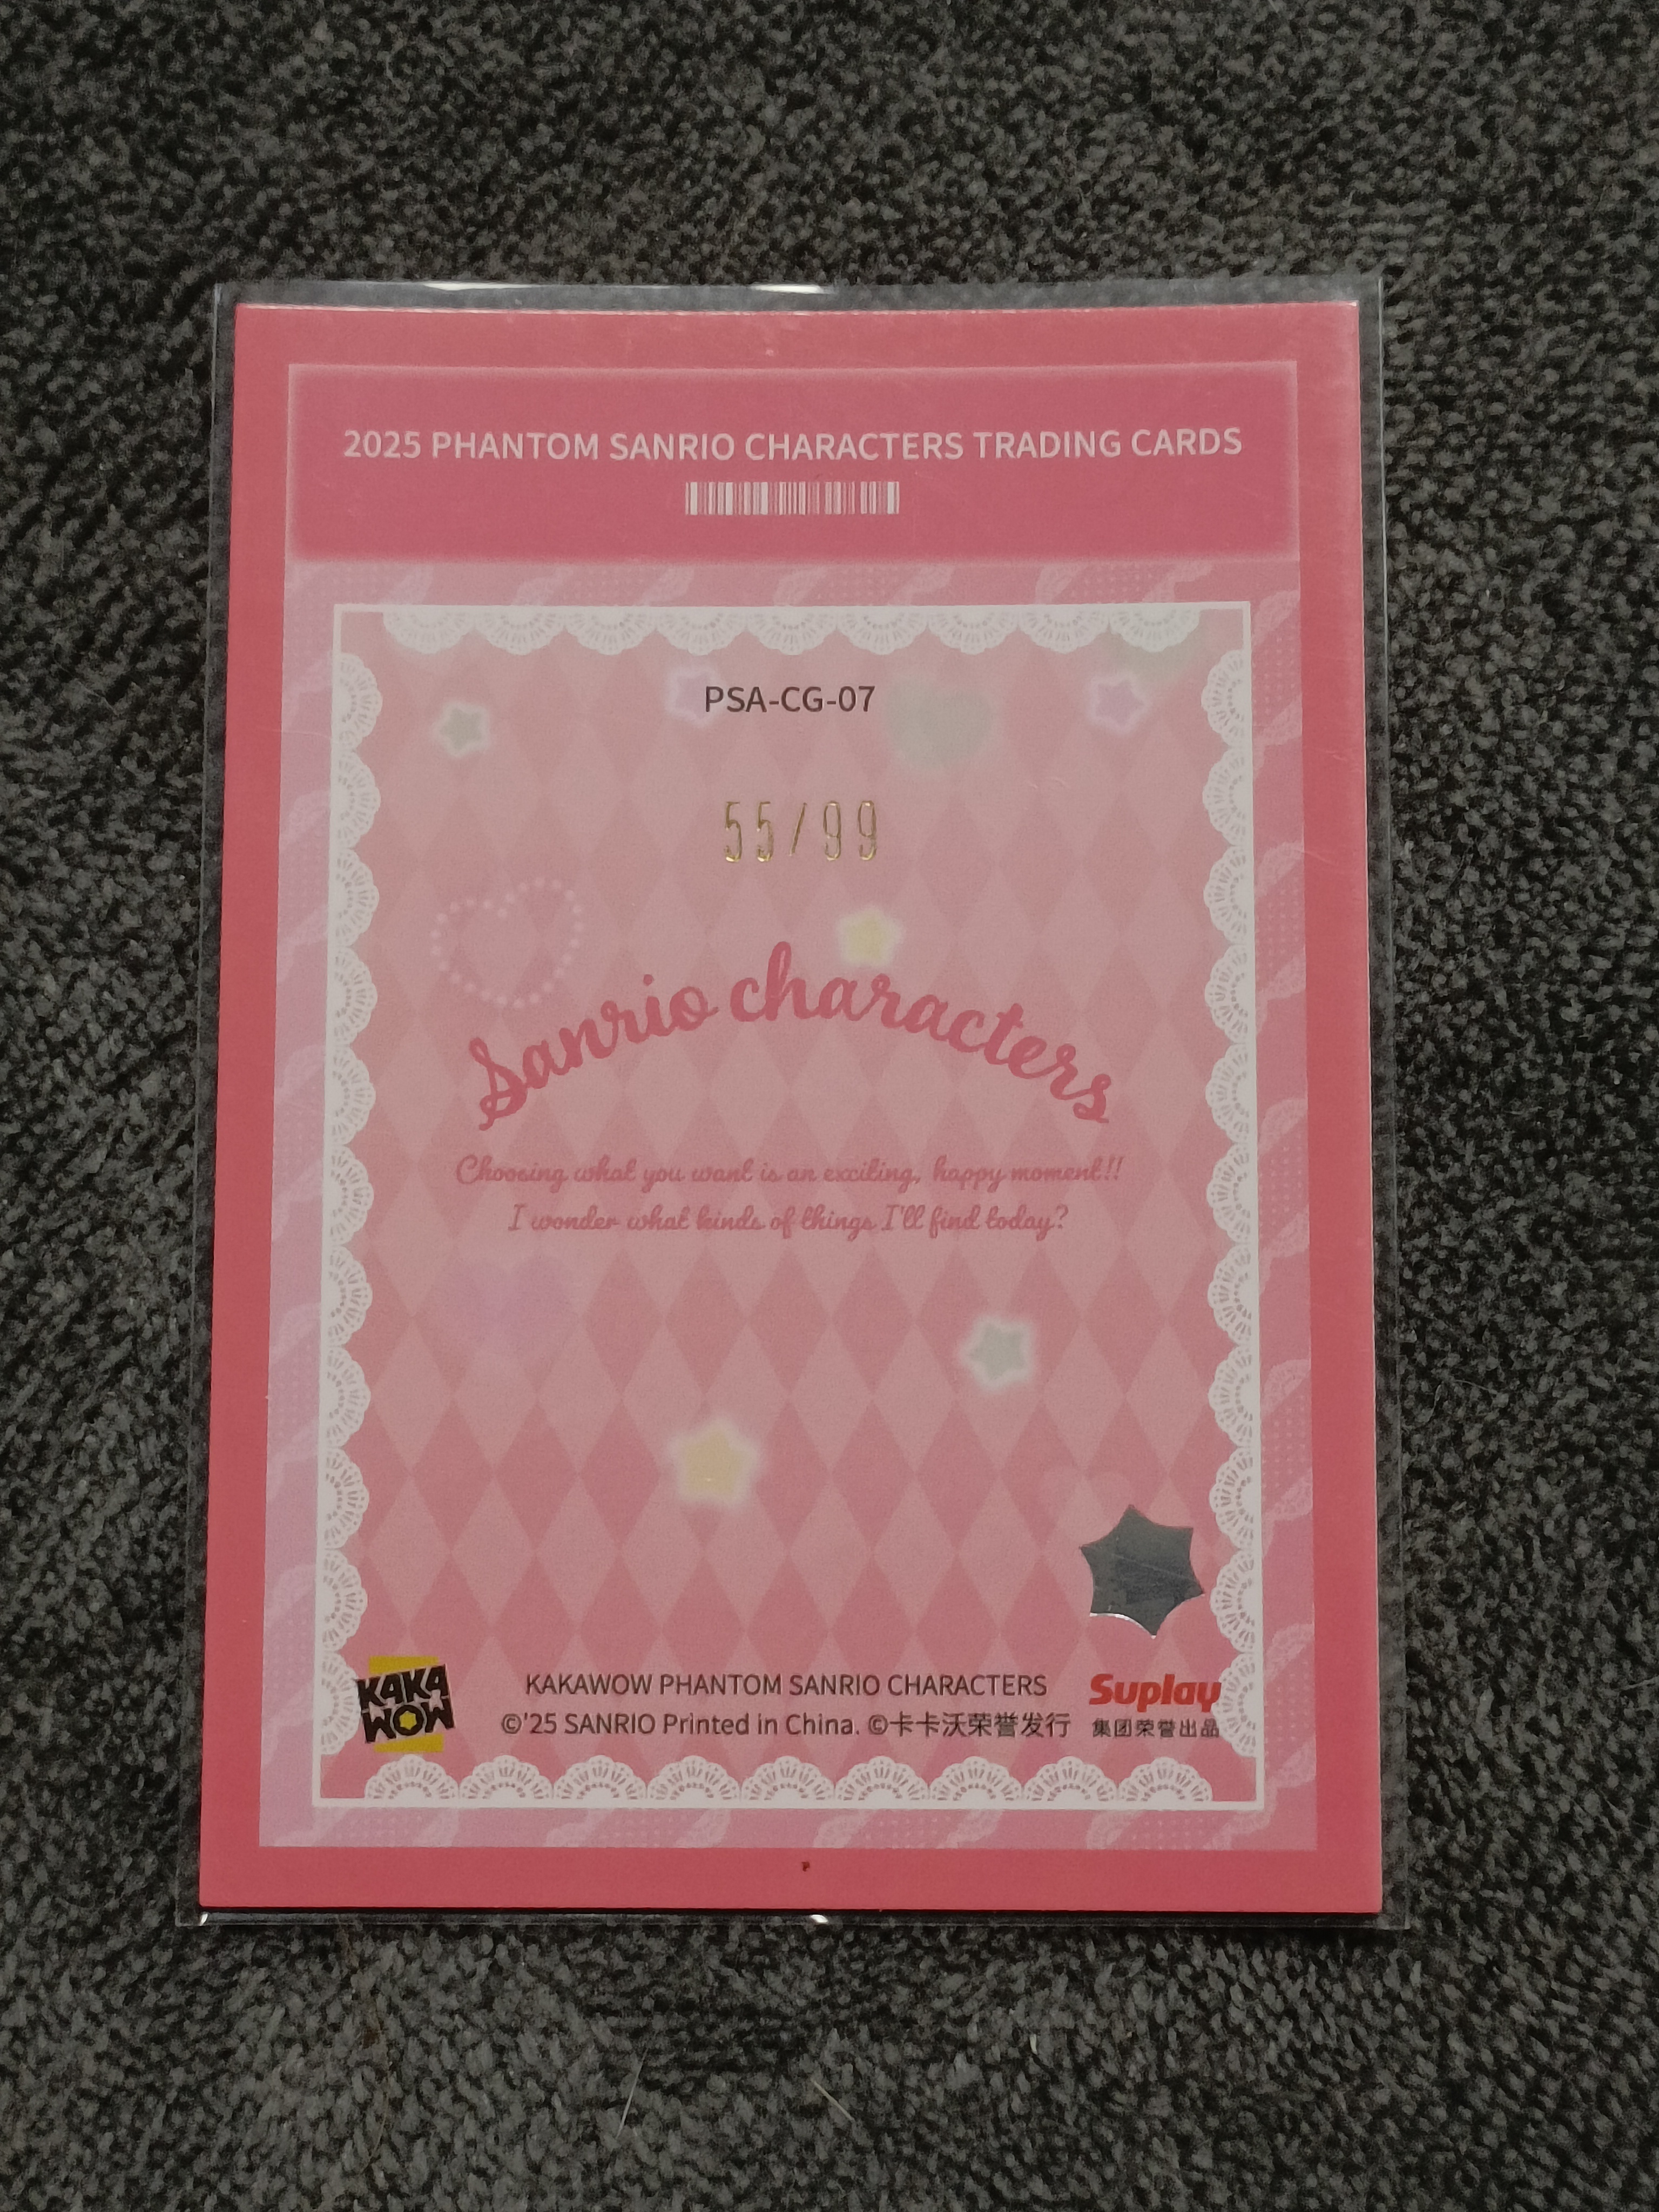 2025 PHANTOM SANRIO CHARACTERS TRADING CARDS
PSA-CG-07
55/99
Sanrio characters
Choosing what you want is an exciting, happy moment!!
I wonder what kinds of things I'll find today?
KAKA
WOW
KAKAWOW PHANTOM SANRIO CHARACTERS
©'25 SANRIO Printed in China. ©卡卡沃荣誉发行
Suplay
集团荣誉出品